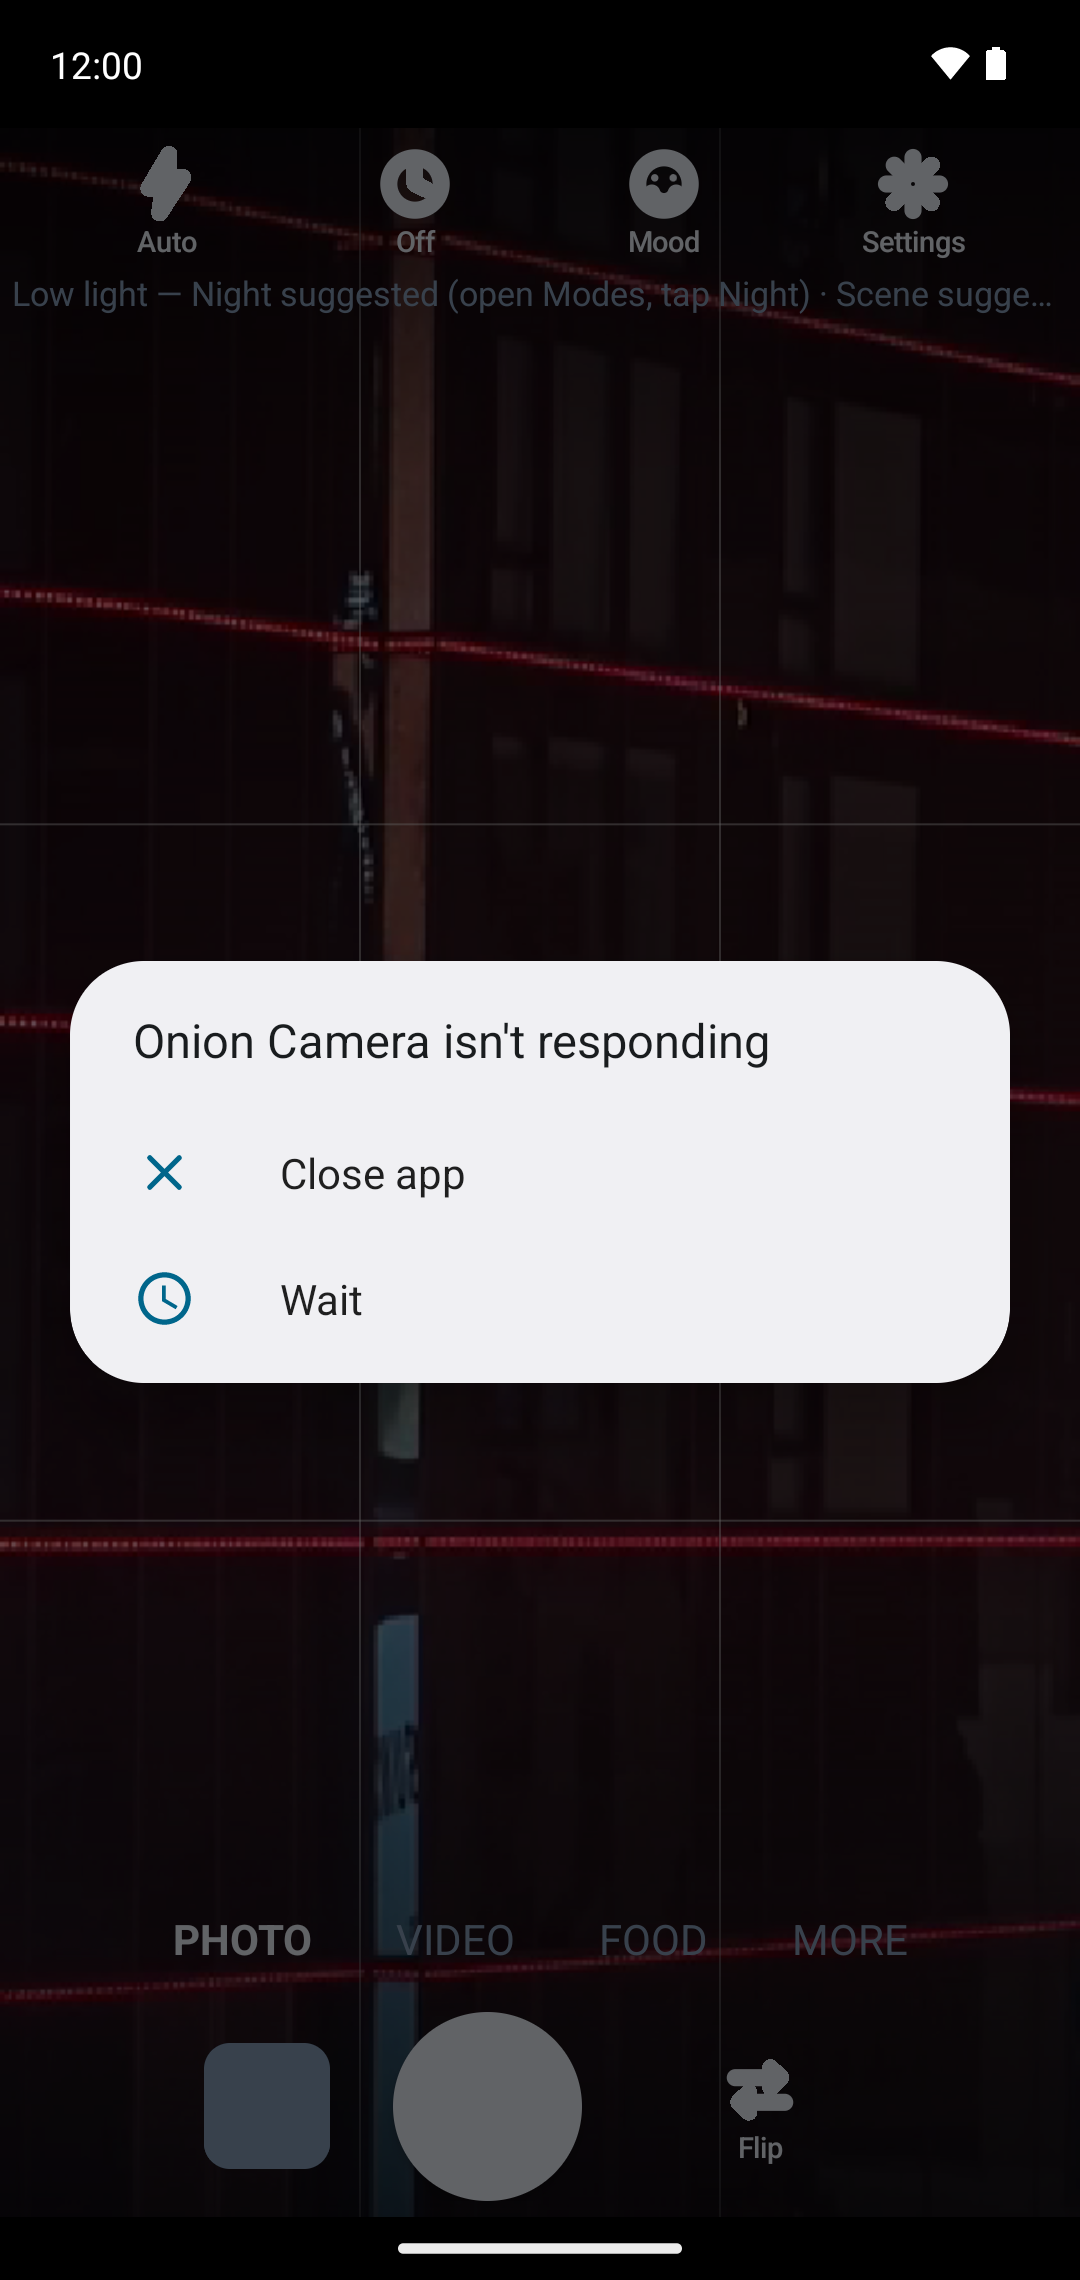 12:00
Auto
Off
Mood
Settings
Low light — Night suggested (open Modes, tap Night) · Scene sugge...
Onion Camera isn't responding
Close app
Wait
PHOTO
VIDEO
FOOD
MORE
Flip